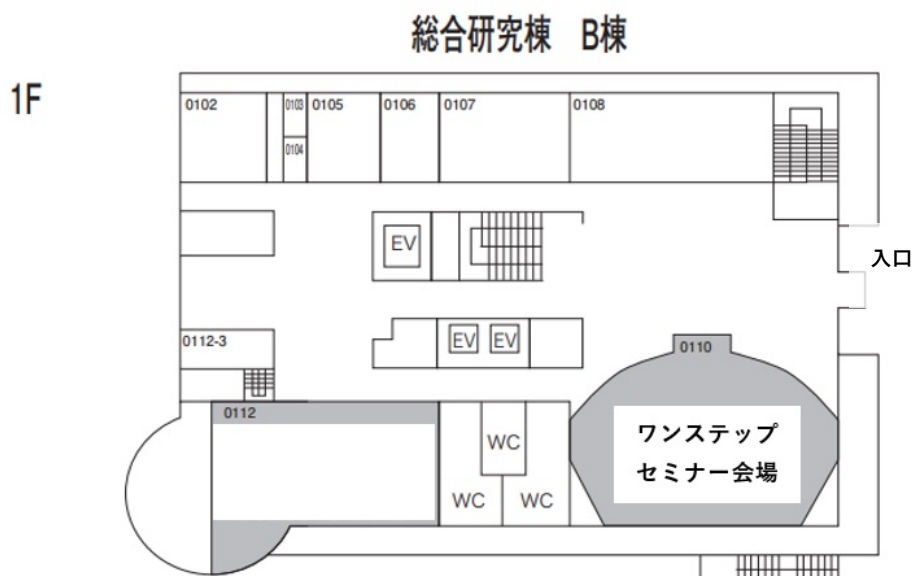 総合研究棟 B棟
1F
0102
0103
0104
0105
0106
0107
0108
EV
入口
EV EV
0112-3
0110
0112
ワンステップ
セミナー会場
WC
WC WC